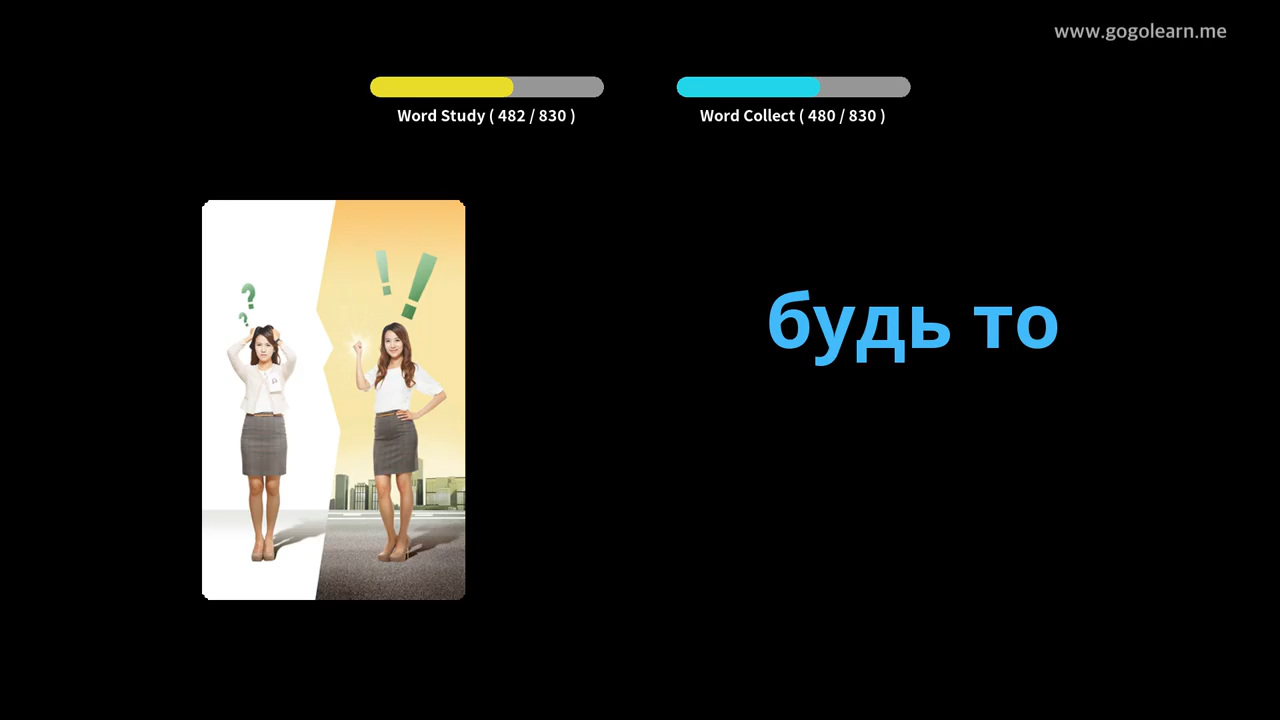 www.gogolearn.me
Word Study ( 482 / 830 )
Word Collect ( 480 / 830 )
? ?
! !
будь то